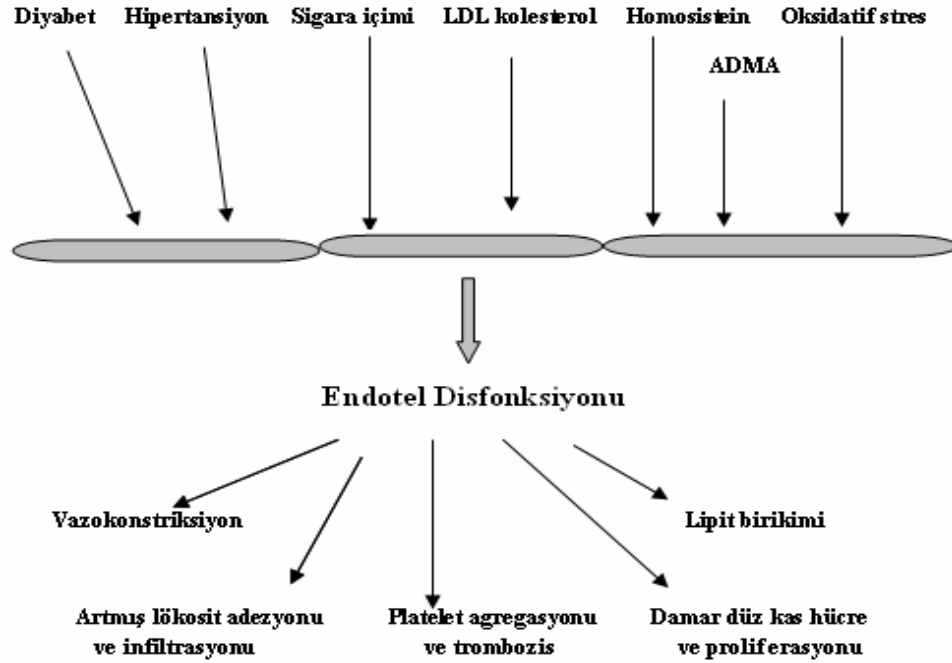 Diyabet Hipertansiyon Sigara içimi LDL kolesterol Homosistein Oksidatif stres
ADMA
Endotel Disfonksiyonu
Vazokonstriksiyon Lipit birikimi
Artmış lökosit adezyonu Platelet agregasyonu Damar düz kas hücre
ve infiltrasyonu ve trombozis ve proliferasyonu